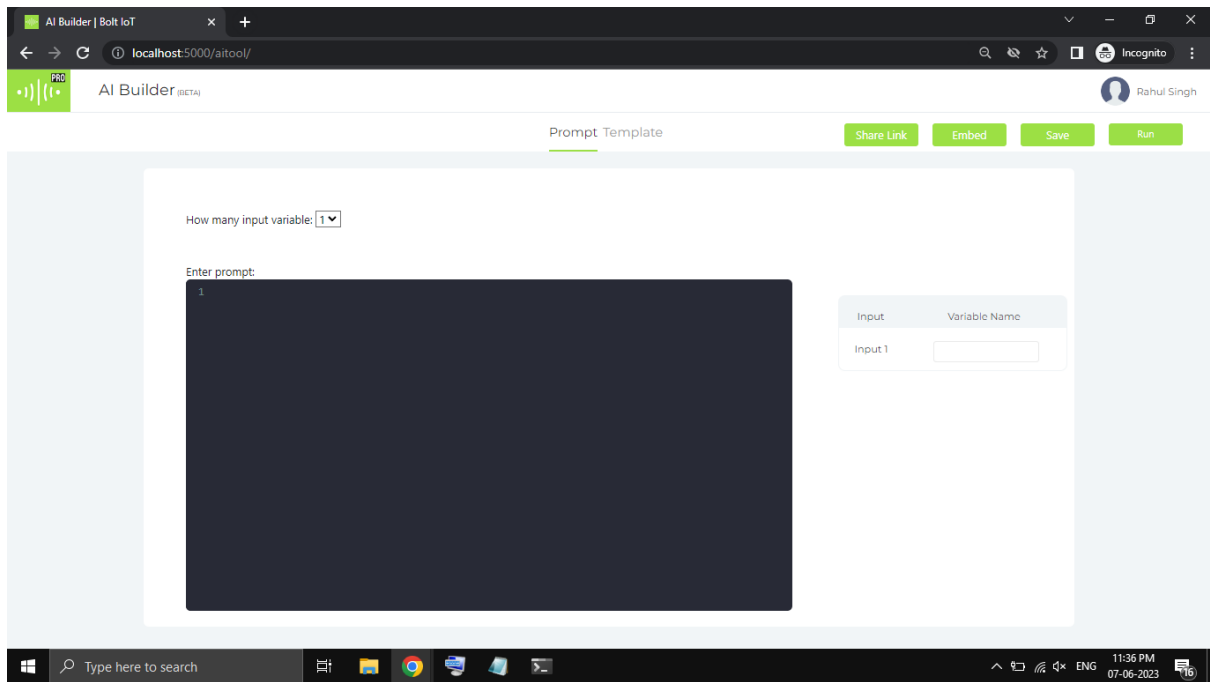 AI Builder | Bolt IoT
localhost:5000/aitool/
Incognito
PRO
AI Builder (BETA)
Rahul Singh
Prompt Template
Share Link
Embed
Save
Run
How many input variable: 1
Enter prompt:
1
Input Variable Name
Input 1
Type here to search
ENG
11:36 PM
07-06-2023
16